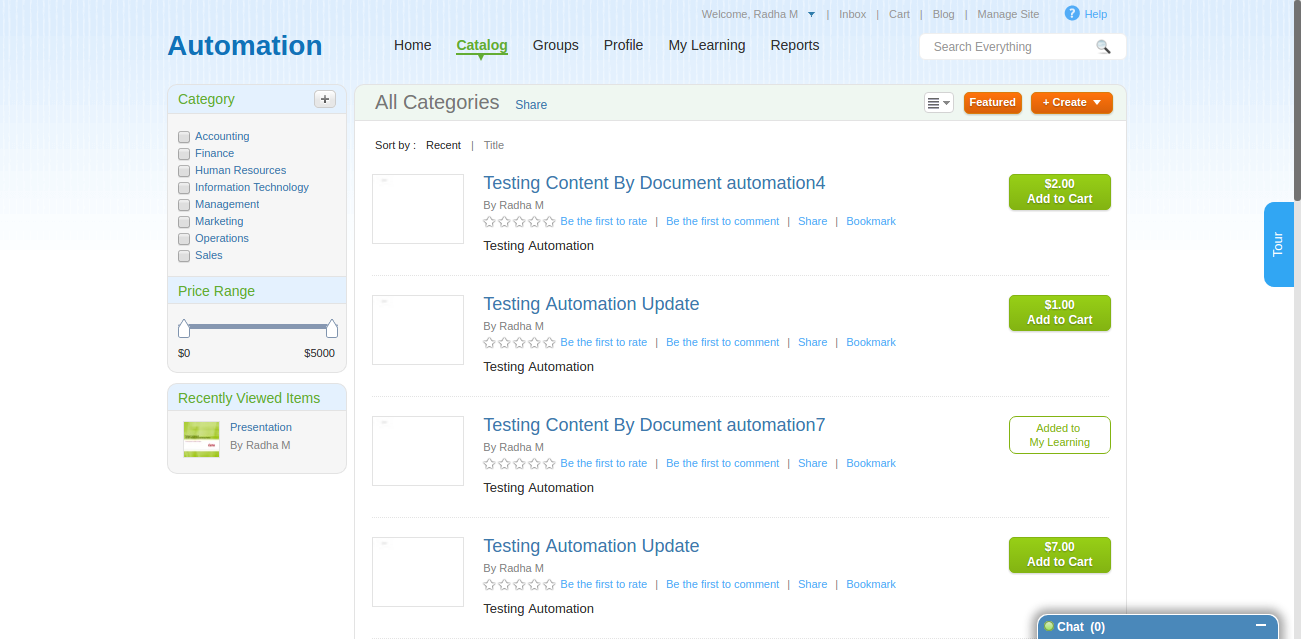 Welcome, Radha M | Inbox | Cart | Blog | Manage Site ? Help
Automation
Home Catalog Groups Profile My Learning Reports
Search Everything
Category +
Accounting
Finance
Human Resources
Information Technology
Management
Marketing
Operations
Sales
Price Range
$0 $5000
Recently Viewed Items
Presentation
By Radha M
All Categories Share
Featured
+ Create
Sort by : Recent | Title
Testing Content By Document automation4
By Radha M
Be the first to rate | Be the first to comment | Share | Bookmark
Testing Automation
$2.00
Add to Cart
Testing Automation Update
By Radha M
Be the first to rate | Be the first to comment | Share | Bookmark
Testing Automation
$1.00
Add to Cart
Testing Content By Document automation7
By Radha M
Be the first to rate | Be the first to comment | Share | Bookmark
Testing Automation
Added to
My Learning
Testing Automation Update
By Radha M
Be the first to rate | Be the first to comment | Share | Bookmark
Testing Automation
$7.00
Add to Cart
Tour
Chat (0)